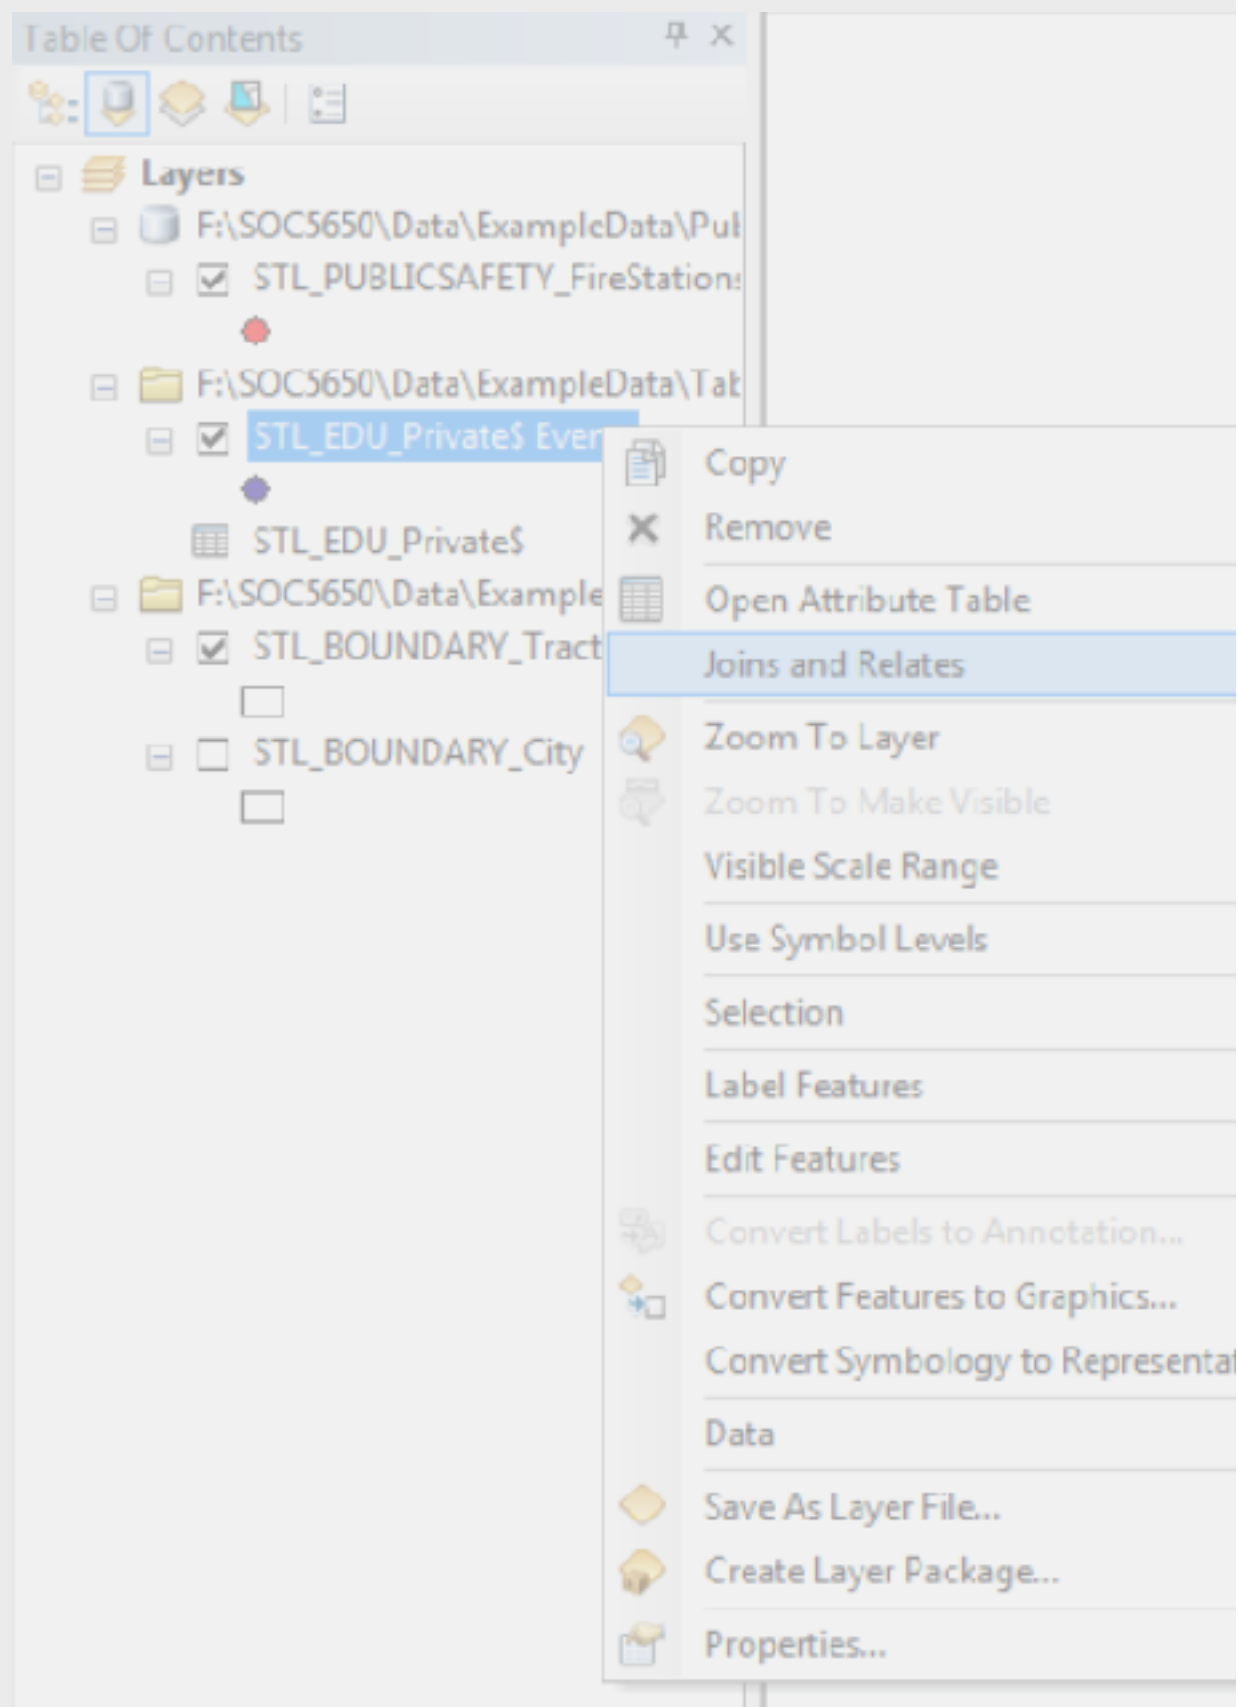 Table Of Contents
Layers
F:\SOC5650\Data\ExampleData\Pub
STL_PUBLICSAFETY_FireStations
F:\SOC5650\Data\ExampleData\Tab
STL_EDU_Private$ Even
STL_EDU_Private$
F:\SOC5650\Data\Example
STL_BOUNDARY_Tract
STL_BOUNDARY_City
Copy
Remove
Open Attribute Table
Joins and Relates
Zoom To Layer
Zoom To Make Visible
Visible Scale Range
Use Symbol Levels
Selection
Label Features
Edit Features
Convert Labels to Annotation...
Convert Features to Graphics...
Convert Symbology to Representat
Data
Save As Layer File...
Create Layer Package...
Properties...